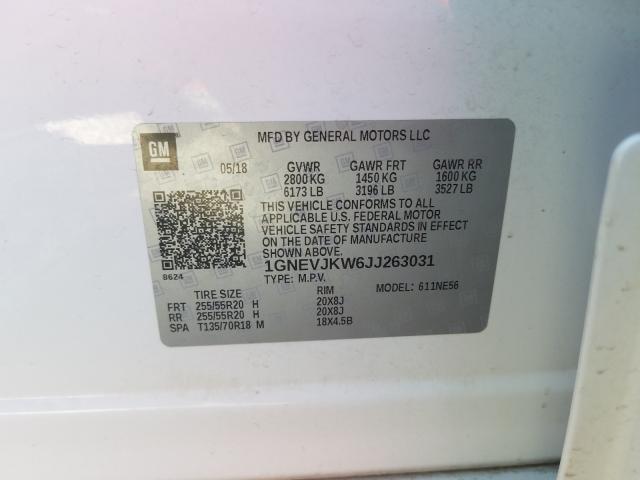 GM
MFD BY GENERAL MOTORS LLC
05/18 GVWR GAWR FRT GAWR RR
2800 KG 1450 KG 1600 KG
6173 LB 3196 LB 3527 LB
THIS VEHICLE CONFORMS TO ALL
APPLICABLE U.S. FEDERAL MOTOR
VEHICLE SAFETY STANDARDS IN EFFECT
ON THE DATE OF MANUFACTURE
SHOWN ABOVE.
1GNEVJKW6JJ263031
8624
TYPE: M.P.V. MODEL: 611NE56
TIRE SIZE RIM
FRT 255/55R20 H 20X8J
RR 255/55R20 H 20X8J
SPA T135/70R18 M 18X4.5B